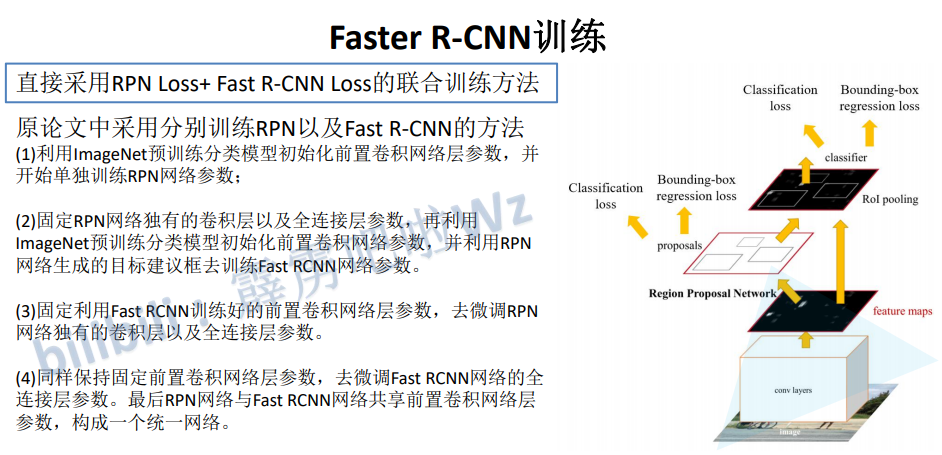 Faster R-CNN训练
直接采用RPN Loss+ Fast R-CNN Loss的联合训练方法
原论文中采用分别训练RPN以及Fast R-CNN的方法
(1)利用ImageNet预训练分类模型初始化前置卷积网络层参数，并
开始单独训练RPN网络参数；
(2)固定RPN网络独有的卷积层以及全连接层参数，再利用
ImageNet预训练分类模型初始化前置卷积网络参数，并利用RPN
网络生成的目标建议框去训练Fast RCNN网络参数。
(3)固定利用Fast RCNN训练好的前置卷积网络层参数，去微调RPN
网络独有的卷积层以及全连接层参数。
(4)同样保持固定前置卷积网络层参数，去微调Fast RCNN网络的全
连接层参数。最后RPN网络与Fast RCNN网络共享前置卷积网络层
参数，构成一个统一网络。
bilibili：霹雳吧啦Wz
Classification
loss
Bounding-box
regression loss
classifier
RoI pooling
Classification
loss
Bounding-box
regression loss
proposals
Region Proposal Network
feature maps
conv layers
image